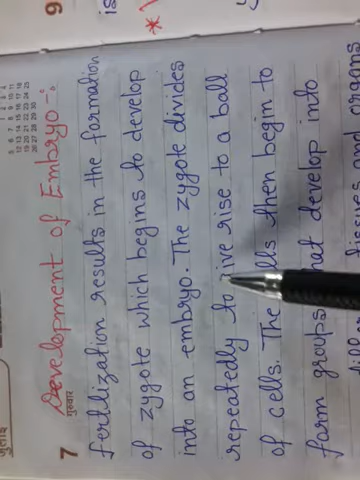 9
is
7
गुरुवार
Development of Embryo -:
fertilization results in the formation
of zygote which begins to develop
into an embryo. The zygote divides
repeatedly to give rise to a ball
of cells. The cells then begin to
form groups that develop into
tissues and organs